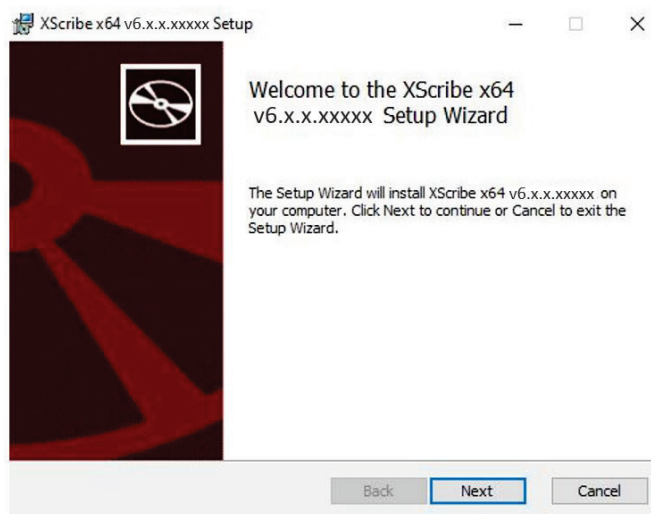 XScribe x64 v6.x.x.xxxxx Setup
Welcome to the XScribe x64
v6.x.x.xxxxx Setup Wizard
The Setup Wizard will install XScribe x64 v6.x.x.xxxxx on
your computer. Click Next to continue or Cancel to exit the
Setup Wizard.
Back Next Cancel